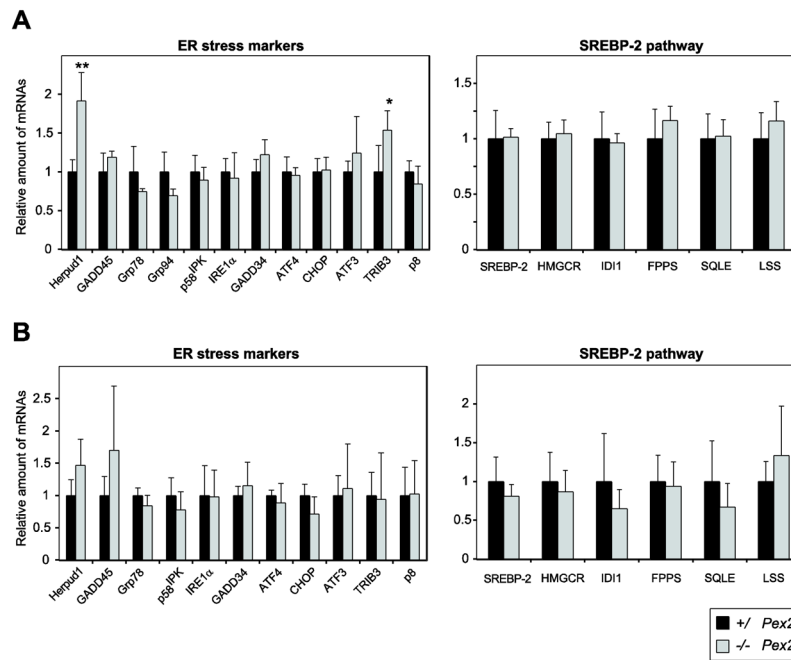 A
ER stress markers
SREBP-2 pathway
Relative amount of mRNAs
2
1.5
1
0.5
0
Herpud1
GADD45
Grp78
Grp94
p58IPK
IRE1α
GADD34
ATF4
CHOP
ATF3
TRIB3
p8
**
*
1.5
1
0.5
0
SREBP-2
HMGCR
IDI1
FPPS
SQLE
LSS
B
ER stress markers
SREBP-2 pathway
Relative amount of mRNAs
2.5
2
1.5
1
0.5
0
Herpud1
GADD45
Grp78
p58IPK
IRE1α
GADD34
ATF4
CHOP
ATF3
TRIB3
p8
2
1.5
1
0.5
0
SREBP-2
HMGCR
IDI1
FPPS
SQLE
LSS
+/ Pex2
-/- Pex2